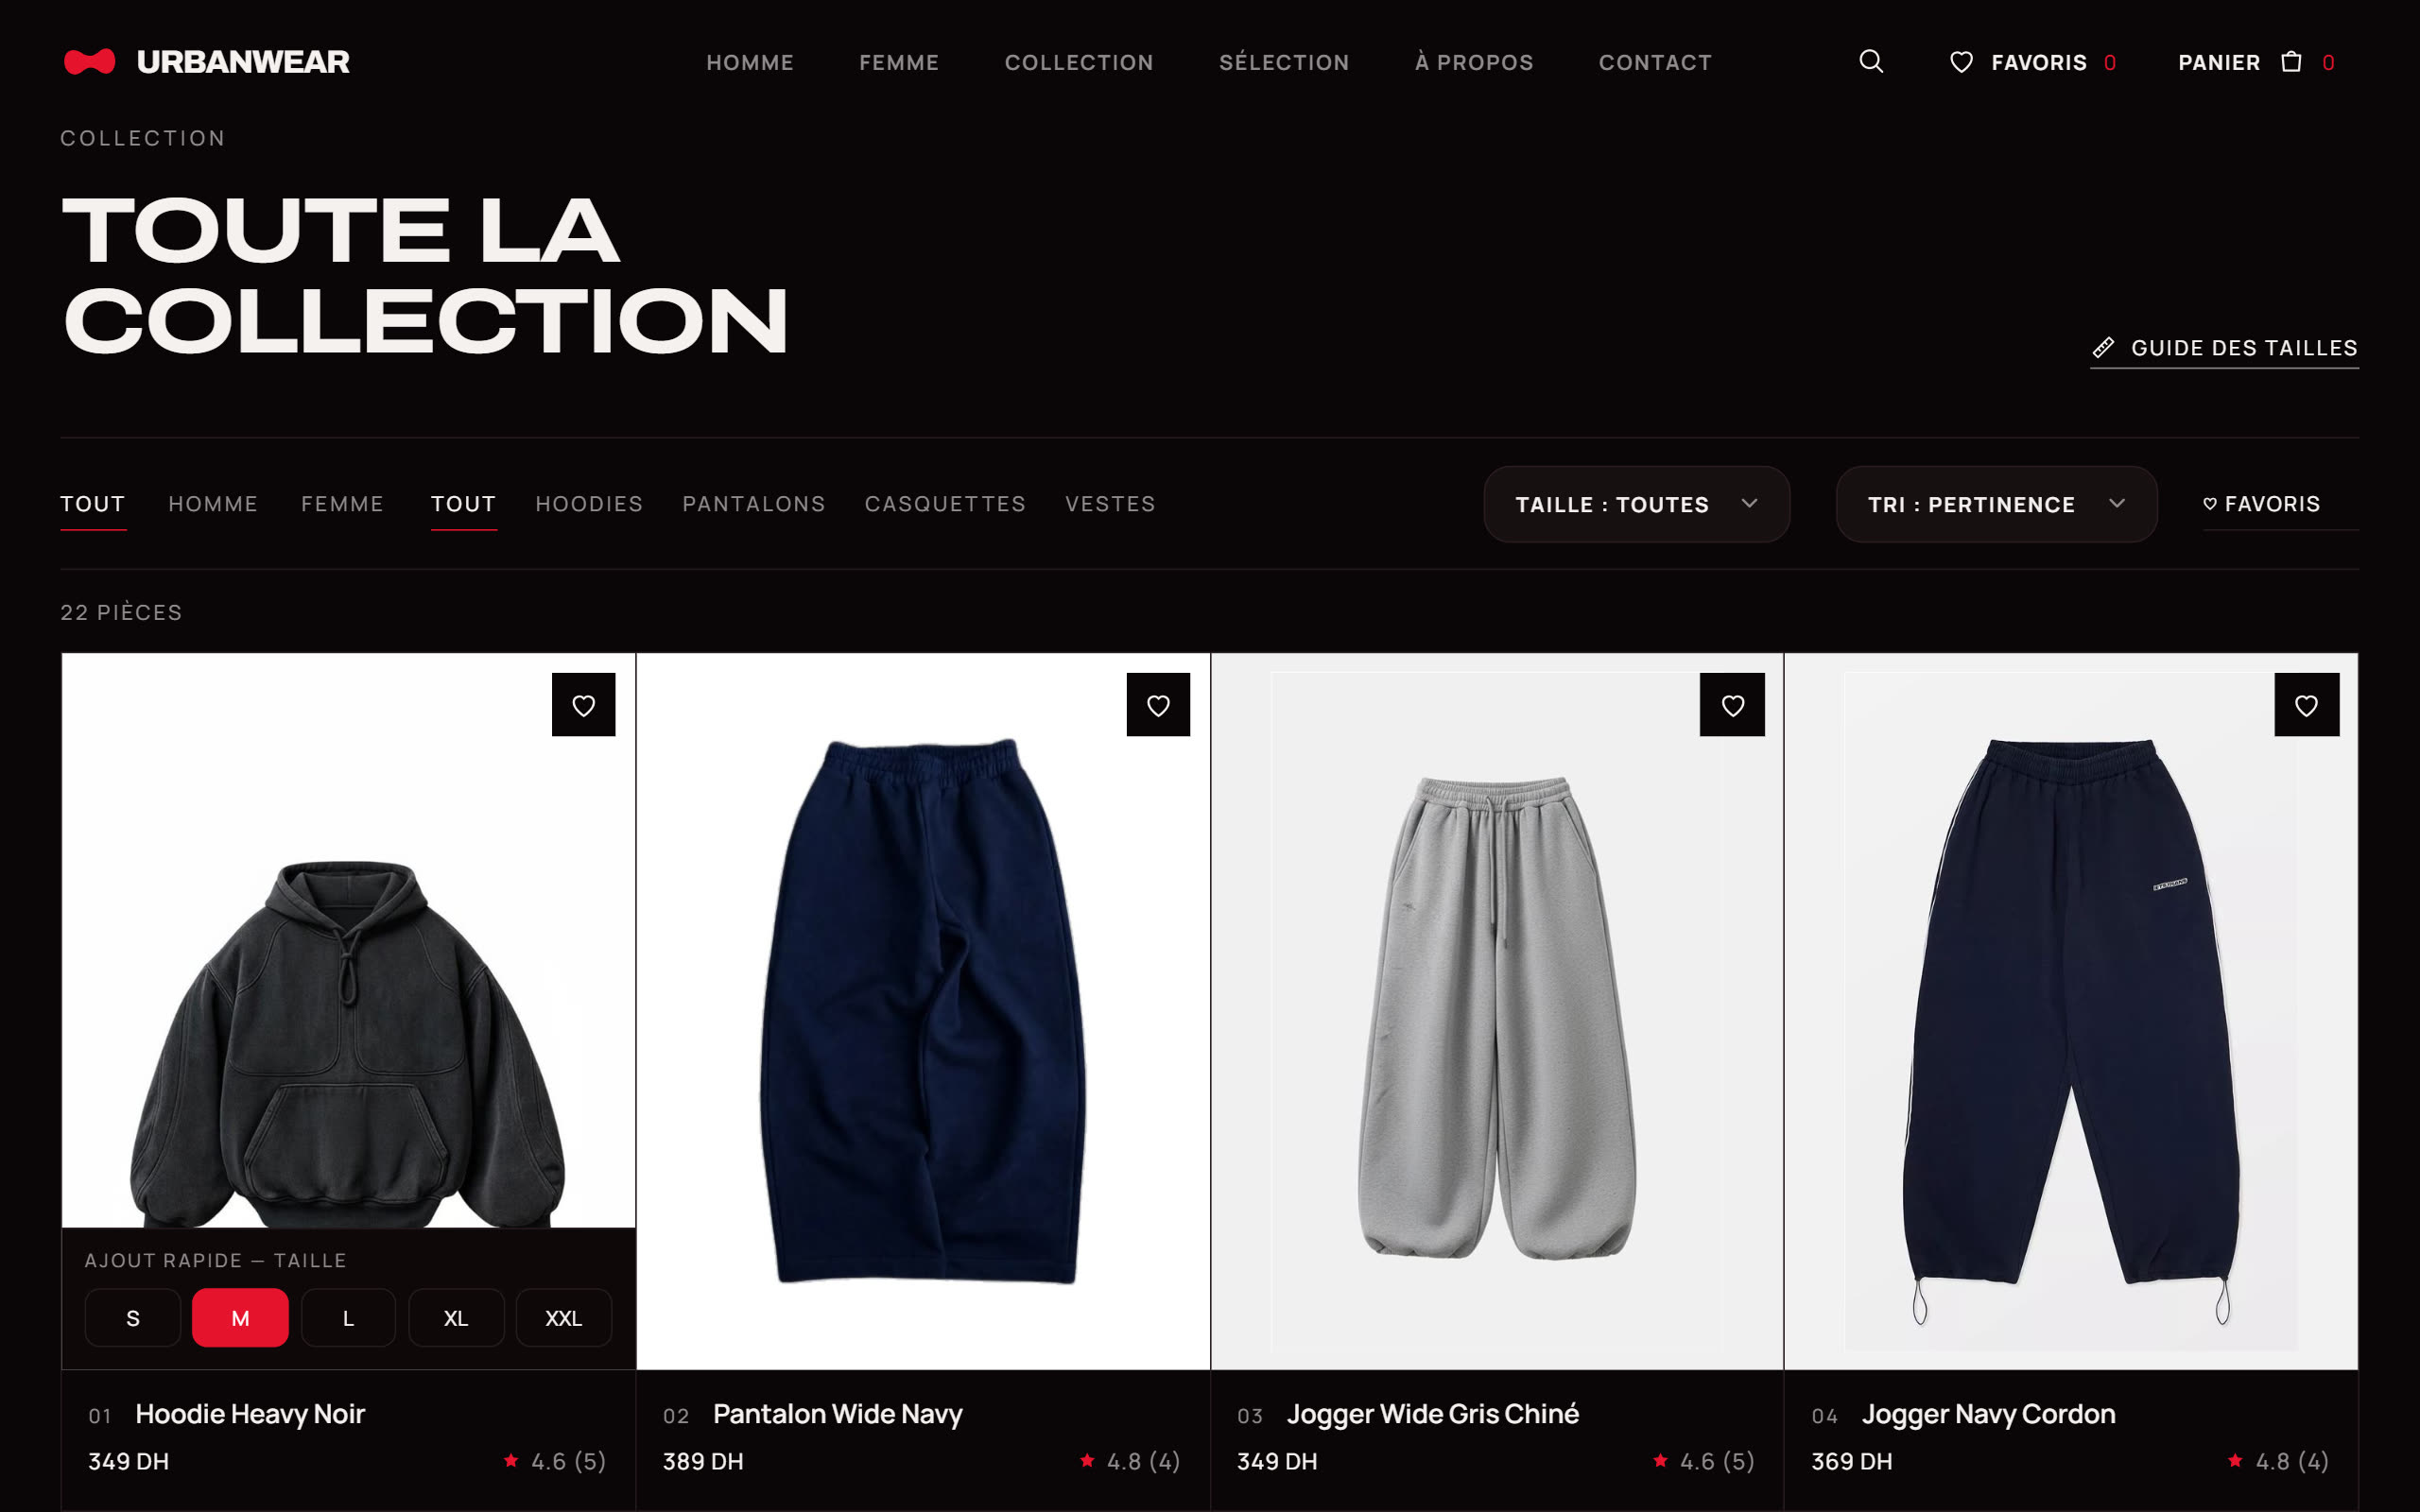 URBANWEAR
HOMME FEMME COLLECTION SÉLECTION À PROPOS CONTACT FAVORIS 0 PANIER 0
COLLECTION
TOUTE LA
COLLECTION
GUIDE DES TAILLES
TOUT HOMME FEMME TOUT HOODIES PANTALONS CASQUETTES VESTES TAILLE : TOUTES TRI : PERTINENCE FAVORIS
22 PIÈCES
AJOUT RAPIDE — TAILLE
S M L XL XXL
01 Hoodie Heavy Noir
349 DH ★ 4.6 (5)
02 Pantalon Wide Navy
389 DH ★ 4.8 (4)
03 Jogger Wide Gris Chiné
349 DH ★ 4.6 (5)
04 Jogger Navy Cordon
369 DH ★ 4.8 (4)